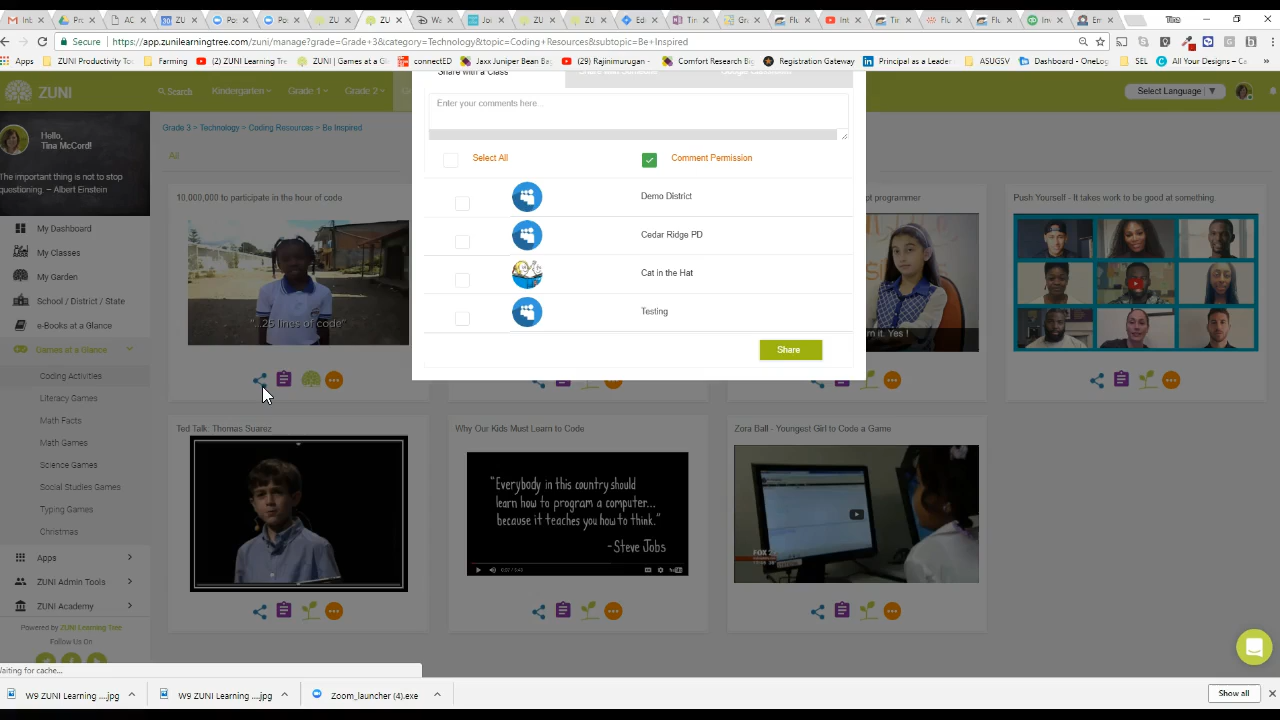 Secure
https://app.zunilearningtree.com/zuni/manage?grade=Grade+3&category=Technology&topic=Coding+Resources&subtopic=Be+Inspired
Tina
Apps
ZUNI Learning Tre
ZUNI | Games at a Gl
Farming
(2) ZUNI Learning Tre
connectED
Jaxx Juniper Bean Bag
(29) Rajinimurugan -
Comfort Research Big
Registration Gateway
Principal as a Leader
ASUGSV
Dashboard - OneLog
SEL
All Your Designs - Ca
ZUNI
Search
Kindergarten
Grade 1
Grade 2
Select Language
Hello,
Tina McCord!
The important thing is not to stop
questioning. – Albert Einstein
My Dashboard
My Classes
My Garden
School / District / State
e-Books at a Glance
Games at a Glance
Coding Activities
Literacy Games
Math Facts
Math Games
Science Games
Social Studies Games
Typing Games
Christmas
Apps
ZUNI Admin Tools
ZUNI Academy
Powered by ZUNI Learning Tree
Follow Us On
Grade 3 > Technology > Coding Resources > Be Inspired
All
Share with a Class
Enter your comments here...
Select All
Comment Permission
Demo District
Cedar Ridge PD
Cat in the Hat
Testing
Share
10,000,000 to participate in the hour of code
"...25 lines of code"
programmer
Yes !
Push Yourself - It takes work to be good at something.
Ted Talk: Thomas Suarez
Why Our Kids Must Learn to Code
"Everybody in this country should
learn how to program a computer...
because it teaches you how to think."
-Steve Jobs
Zora Ball - Youngest Girl to Code a Game
FOX 29
Waiting for cache...
W9 ZUNI Learning ....jpg
W9 ZUNI Learning ....jpg
Zoom_launcher (4).exe
Show all